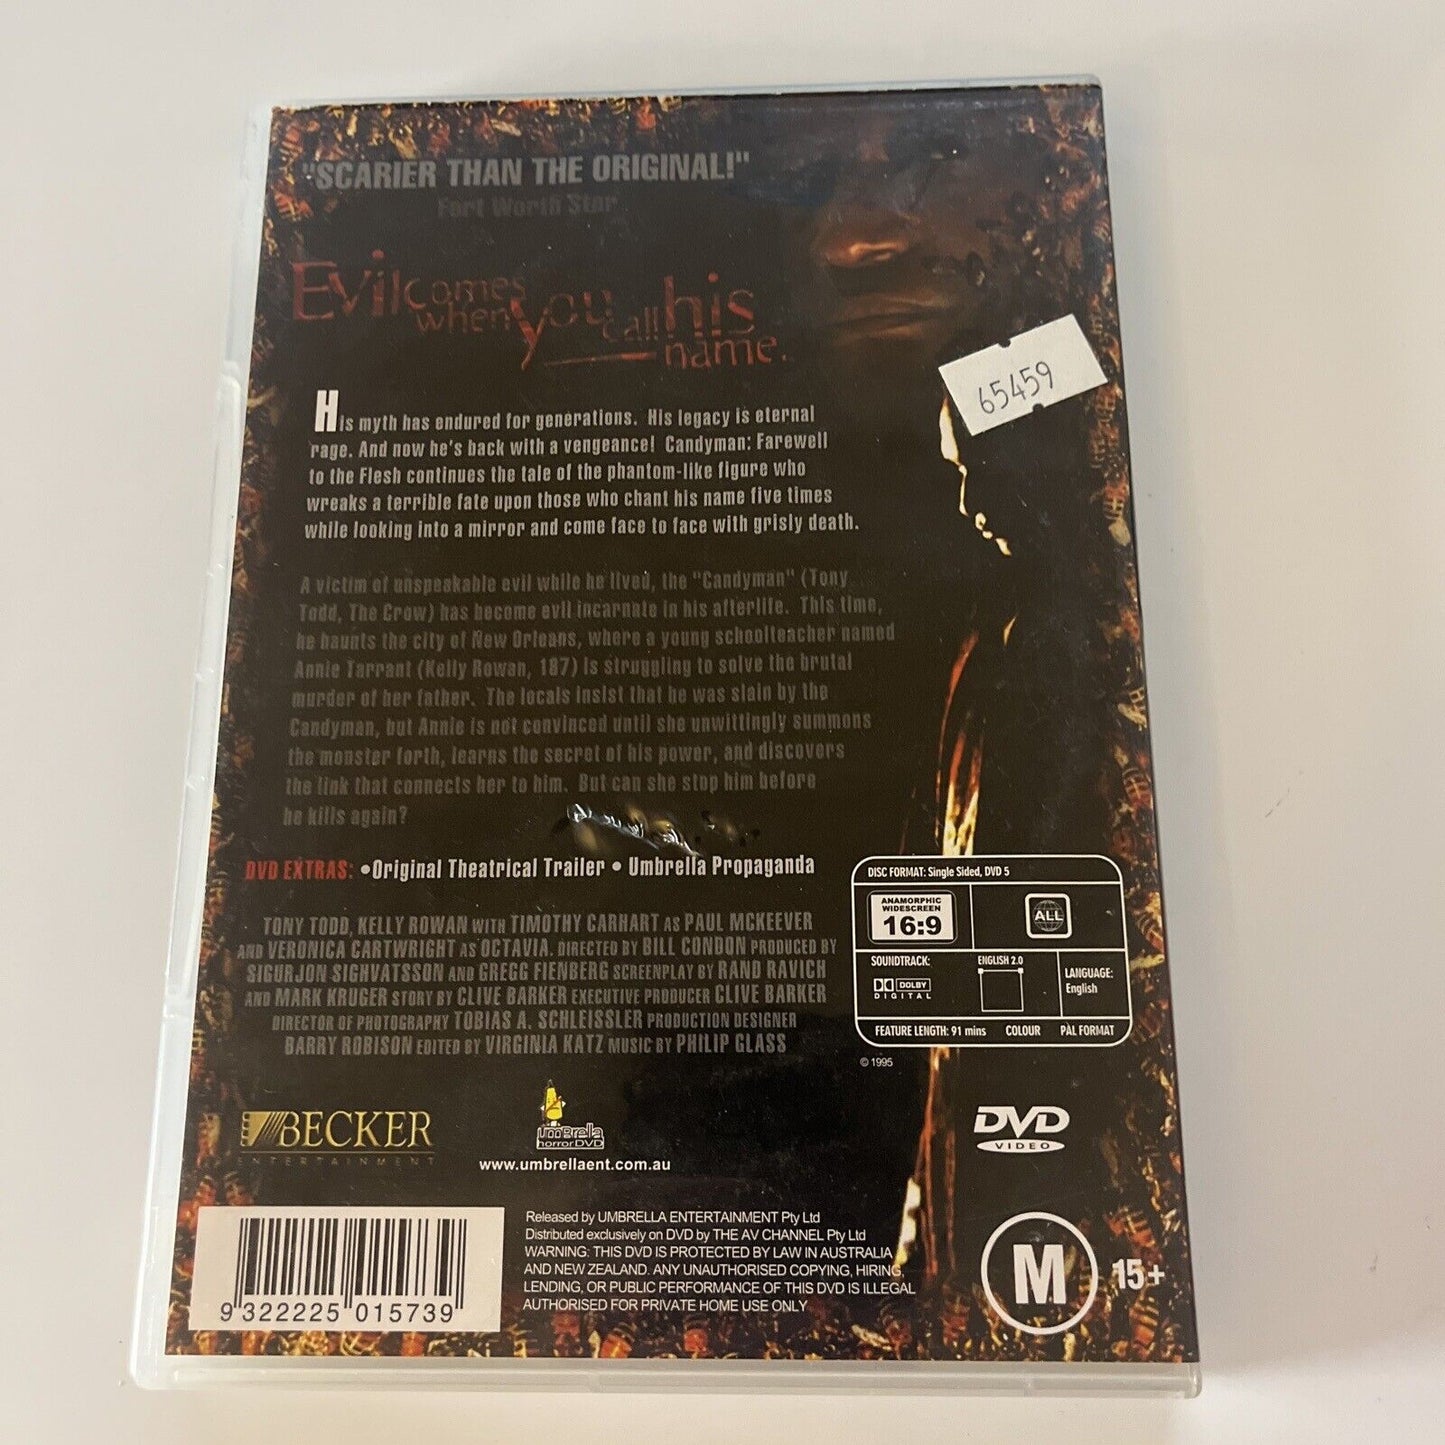 "SCARIER THAN THE ORIGINAL!"
Fort Worth Star
Evil comes
when you call his
name.
65459
His myth has endured for generations. His legacy is eternal
rage. And now he's back with a vengeance! Candyman: Farewell
to the Flesh continues the tale of the phantom-like figure who
wreaks a terrible fate upon those who chant his name five times
while looking into a mirror and come face to face with grisly death.
A victim of unspeakable evil while he lived, the "Candyman" (Tony
Todd, The Crow) has become evil incarnate in his afterlife. This time,
he haunts the city of New Orleans, where a young schoolteacher named
Annie Tarrant (Kelly Rowan, 187) is struggling to solve the brutal
murder of her father. The locals insist that he was slain by the
Candyman, but Annie is not convinced until she unwittingly summons
the monster forth, learns the secret of his power, and discovers
the link that connects her to him. But can she stop him before
he kills again?
DVD EXTRAS: •Original Theatrical Trailer • Umbrella Propaganda
TONY TODD, KELLY ROWAN WITH TIMOTHY CARHART AS PAUL MCKEEVER
AND VERONICA CARTWRIGHT AS OCTAVIA. DIRECTED BY BILL CONDON PRODUCED BY
SIGURJON SIGHVATSSON AND GREGG FIENBERG SCREENPLAY BY RAND RAVICH
AND MARK KRUGER STORY BY CLIVE BARKER EXECUTIVE PRODUCER CLIVE BARKER
DIRECTOR OF PHOTOGRAPHY TOBIAS A. SCHLEISSLER PRODUCTION DESIGNER
BARRY ROBISON EDITED BY VIRGINIA KATZ MUSIC BY PHILIP GLASS
DISC FORMAT: Single Sided, DVD 5
ANAMORPHIC
WIDESCREEN
16:9
ALL
SOUNDTRACK:
DOLBY
DIGITAL
ENGLISH 2.0
LANGUAGE:
English
FEATURE LENGTH: 91 mins COLOUR PAL FORMAT
© 1995
BECKER
ENTERTAINMENT
umbrella
horror DVD
www.umbrellaent.com.au
DVD
VIDEO
9 322225 015739
Released by UMBRELLA ENTERTAINMENT Pty Ltd
Distributed exclusively on DVD by THE AV CHANNEL Pty Ltd
WARNING: THIS DVD IS PROTECTED BY LAW IN AUSTRALIA
AND NEW ZEALAND. ANY UNAUTHORISED COPYING, HIRING,
LENDING, OR PUBLIC PERFORMANCE OF THIS DVD IS ILLEGAL
AUTHORISED FOR PRIVATE HOME USE ONLY
M 15+